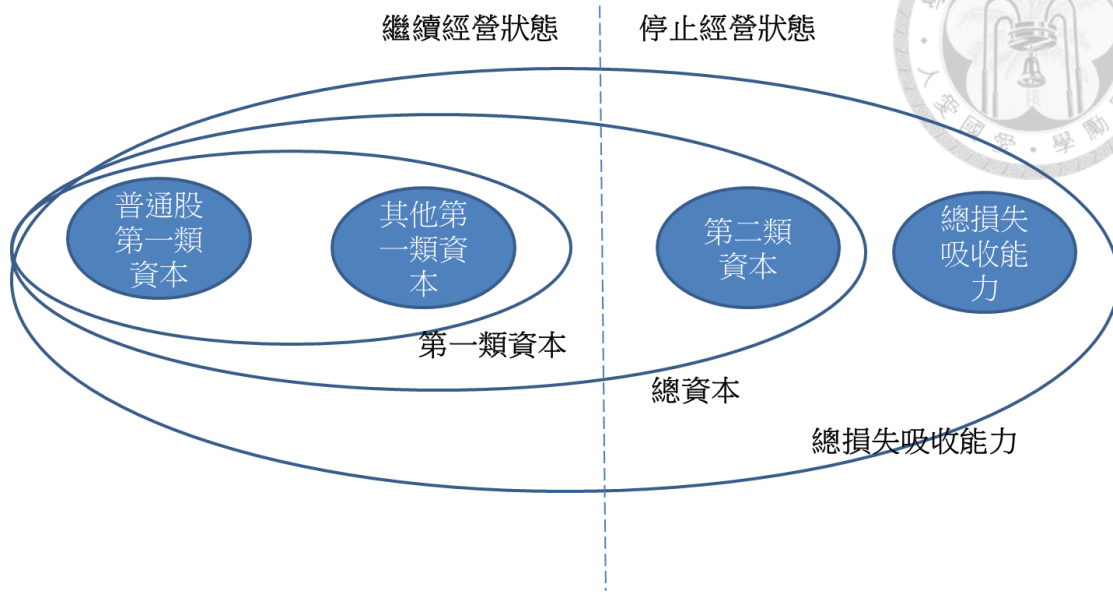 繼續經營狀態
停止經營狀態
普通股
第一類
資本
其他第
一類資
本
第二類
資本
總損失
吸收能
力
第一類資本
總資本
總損失吸收能力